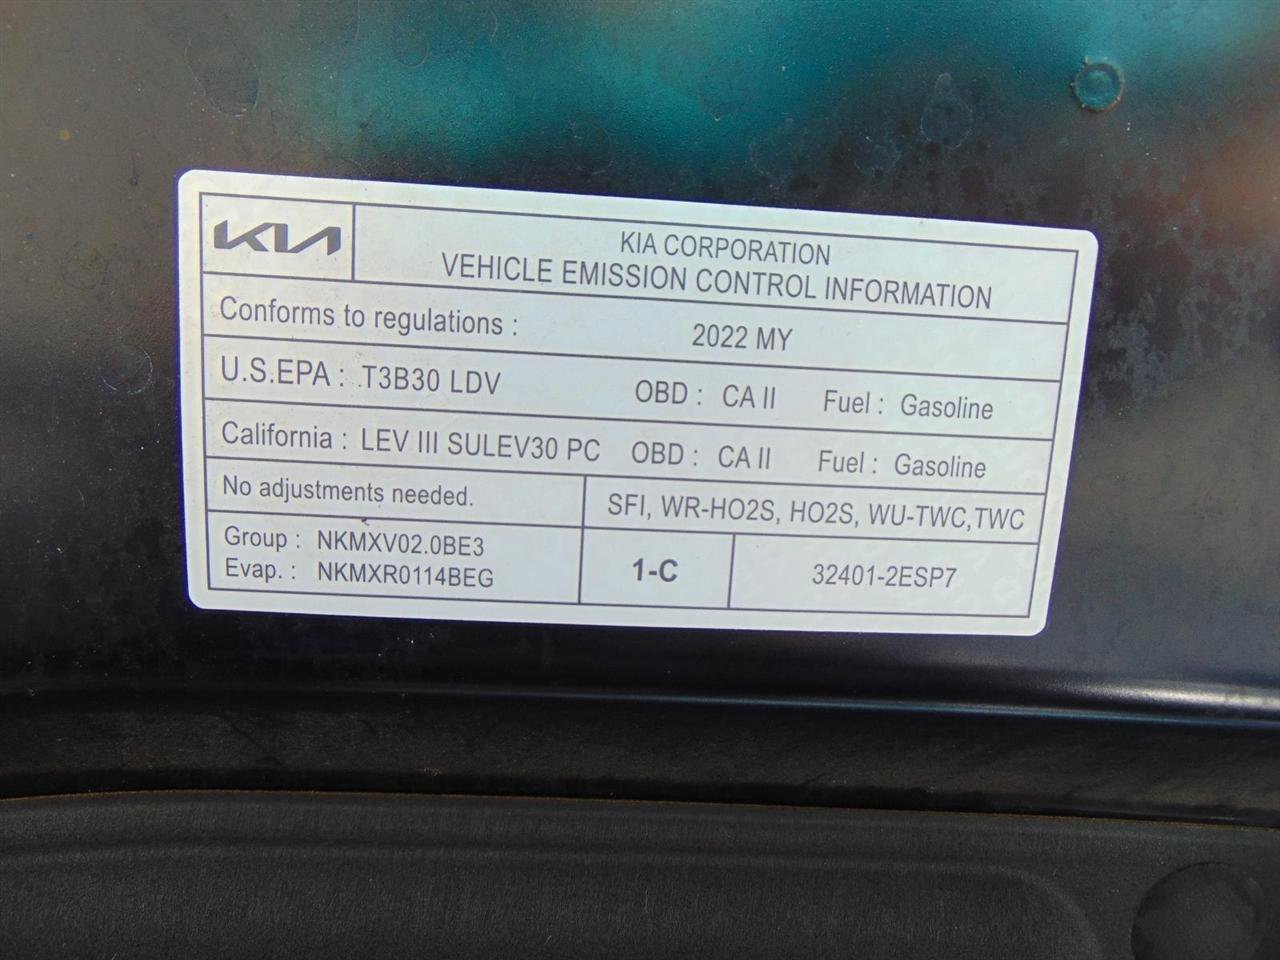 KIA
KIA CORPORATION
VEHICLE EMISSION CONTROL INFORMATION
Conforms to regulations : 2022 MY
U.S.EPA : T3B30 LDV OBD : CA II Fuel : Gasoline
California : LEV III SULEV30 PC OBD : CA II Fuel : Gasoline
No adjustments needed. SFI, WR-HO2S, HO2S, WU-TWC,TWC
Group : NKMXV02.0BE3
Evap. : NKMXR0114BEG
1-C
32401-2ESP7